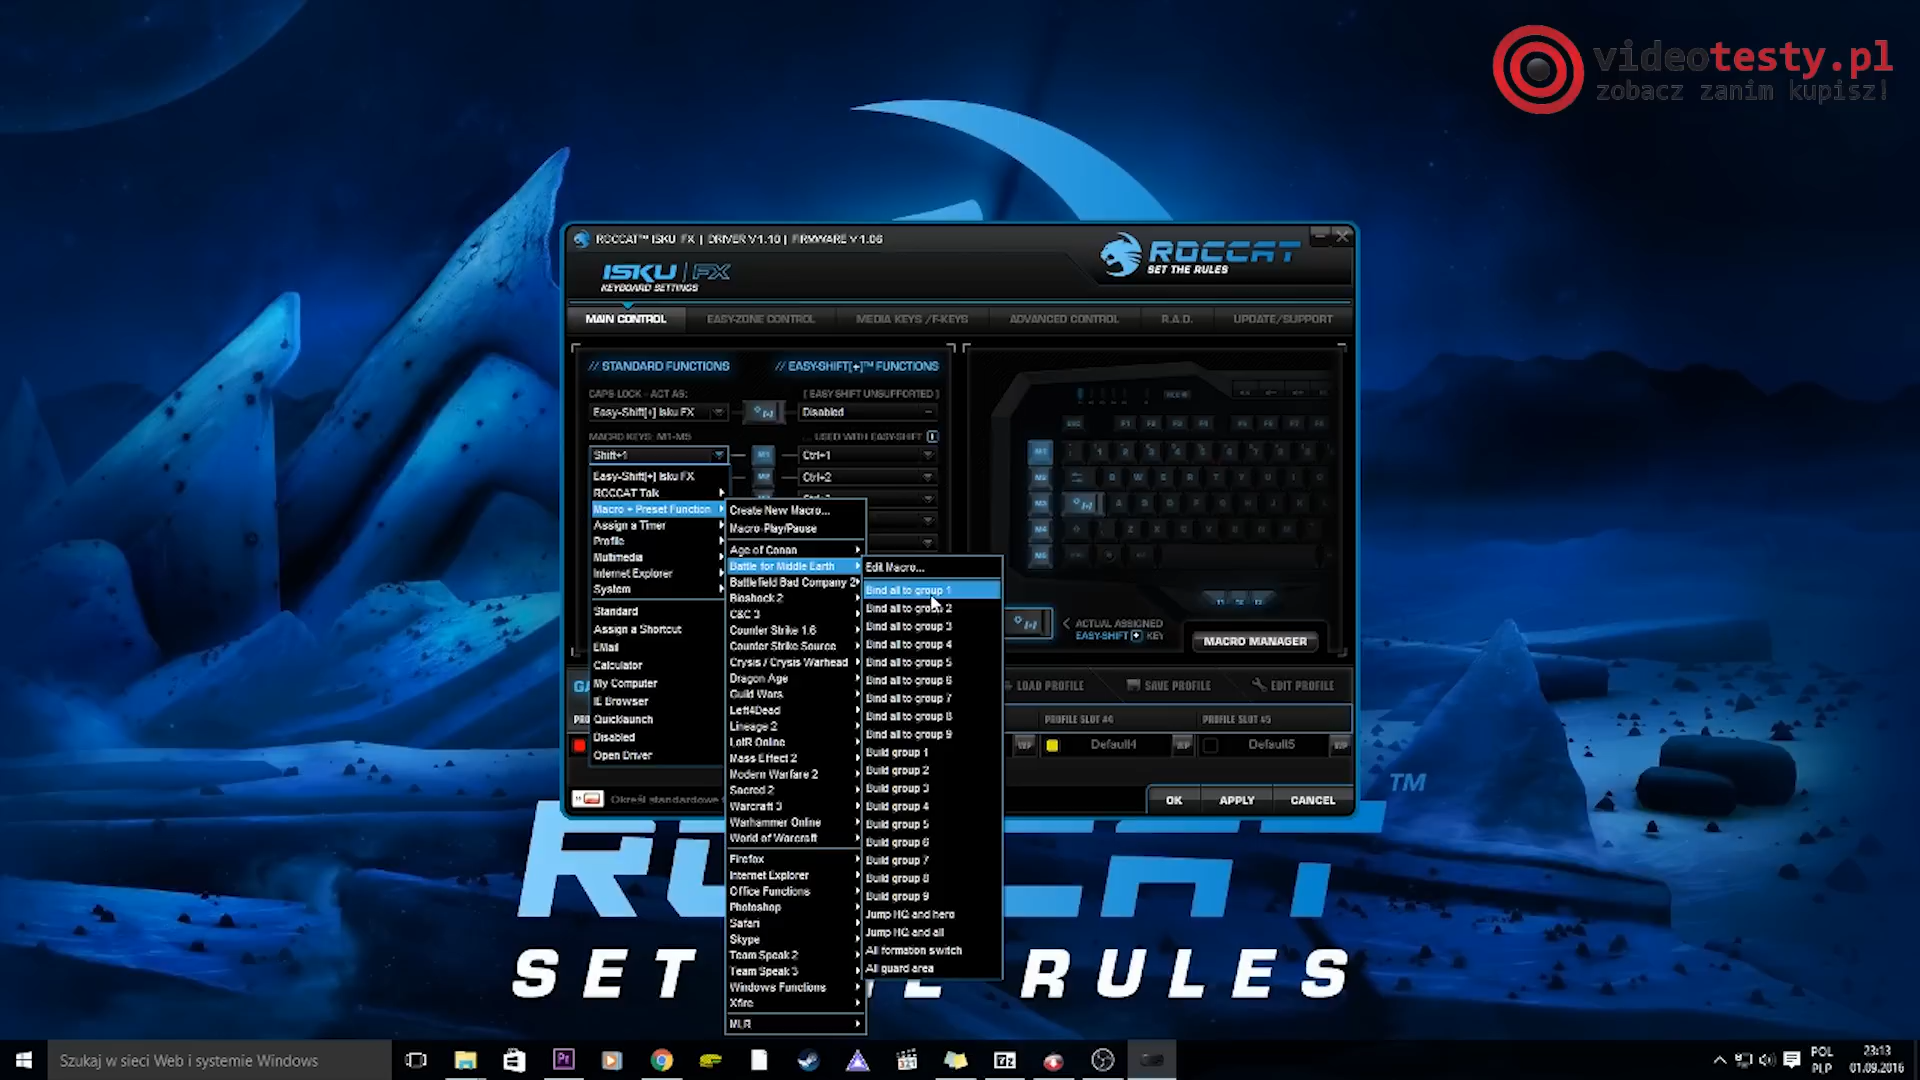 videotesty.pl
zobacz zanim kupisz!
ROCCAT™ ISKU FX | DRIVER V1.10 | FIRMWARE V1.06
ROCCAT
SET THE RULES
ISKU | FX
KEYBOARD SETTINGS
MAIN CONTROL
EASY-ZONE CONTROL
MEDIA KEYS /F-KEYS
ADVANCED CONTROL
R.A.D.
UPDATE/SUPPORT
// STANDARD FUNCTIONS
// EASY-SHIFT[+]™ FUNCTIONS
CAPS LOCK - ACT AS:
[ EASY SHIFT UNSUPPORTED ]
Easy-Shift[+] Isku FX
Disabled
MACRO KEYS: M1-M5
... USED WITH EASY-SHIFT
Shift+1
M1
Ctrl+1
M2
Ctrl+2
Easy-Shift[+] Isku FX
ROCCAT Talk
Macro + Preset Function
Assign a Timer
Profile
Multimedia
Internet Explorer
System
Standard
Assign a Shortcut
EMail
Calculator
My Computer
IE Browser
Quicklaunch
Disabled
Open Driver
Create New Macro...
Macro-Play/Pause
Age of Conan
Battle for Middle Earth
Battlefield Bad Company 2
Bioshock 2
C&C 3
Counter Strike 1.6
Counter Strike Source
Crysis / Crysis Warhead
Dragon Age
Guild Wars
Left4Dead
Lineage 2
LotR Online
Mass Effect 2
Modern Warfare 2
Sacred 2
Warcraft 3
Warhammer Online
World of Warcraft
Firefox
Internet Explorer
Office Functions
Photoshop
Safari
Skype
Team Speak 2
Team Speak 3
Windows Functions
Xfire
MLR
Edit Macro...
Bind all to group 1
Bind all to group 2
Bind all to group 3
Bind all to group 4
Bind all to group 5
Bind all to group 6
Bind all to group 7
Bind all to group 8
Bind all to group 9
Build group 1
Build group 2
Build group 3
Build group 4
Build group 5
Build group 6
Build group 7
Build group 8
Build group 9
Jump HQ and hero
Jump HQ and all
All formation switch
All guard area
< ACTUAL ASSIGNED
EASY-SHIFT[+] KEY
MACRO MANAGER
LOAD PROFILE
SAVE PROFILE
EDIT PROFILE
PROFILE SLOT #4
PROFILE SLOT #5
Default4
Default5
Określ standardowe
OK
APPLY
CANCEL
TM
SET
RULES
Szukaj w sieci Web i systemie Windows
Pr
7z
POL
PLP
23:13
01.09.2016